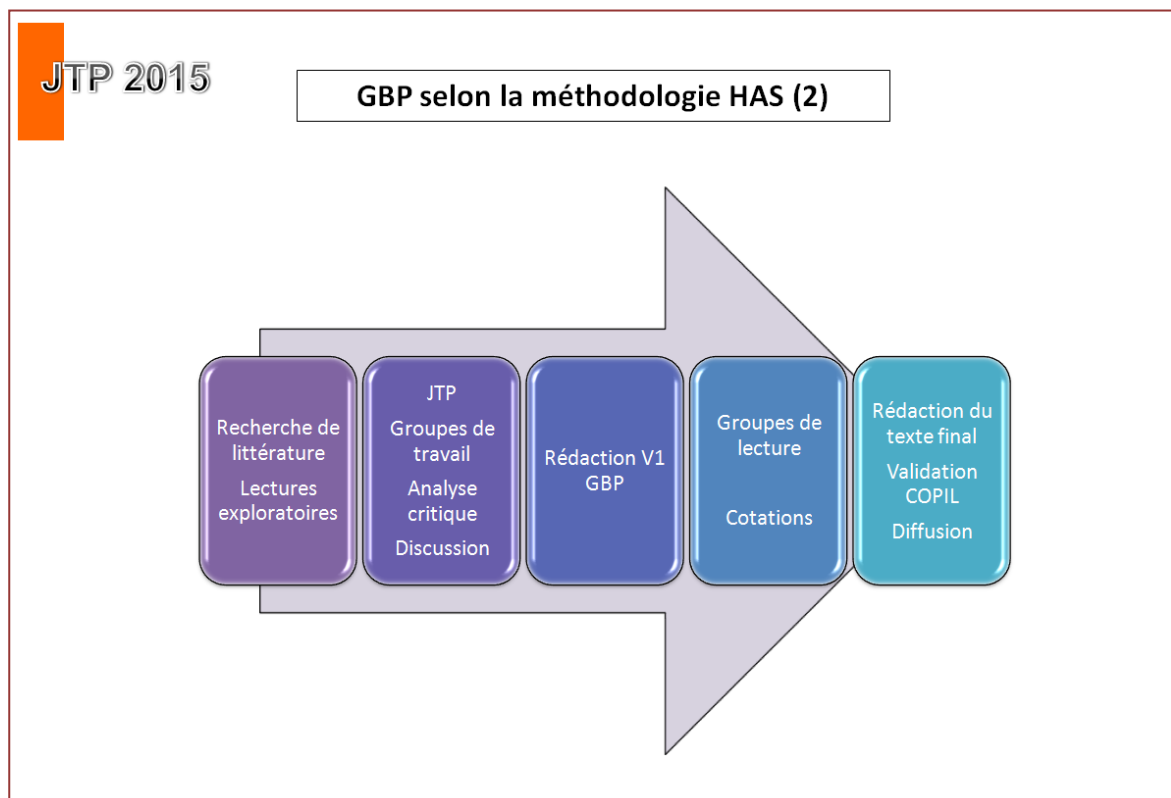 JTP 2015
GBP selon la méthodologie HAS (2)
Recherche de
littérature
Lectures
exploratoires
JTP
Groupes de
travail
Analyse
critique
Discussion
Rédaction V1
GBP
Groupes de
lecture
Cotations
Rédaction du
texte final
Validation
COPIL
Diffusion